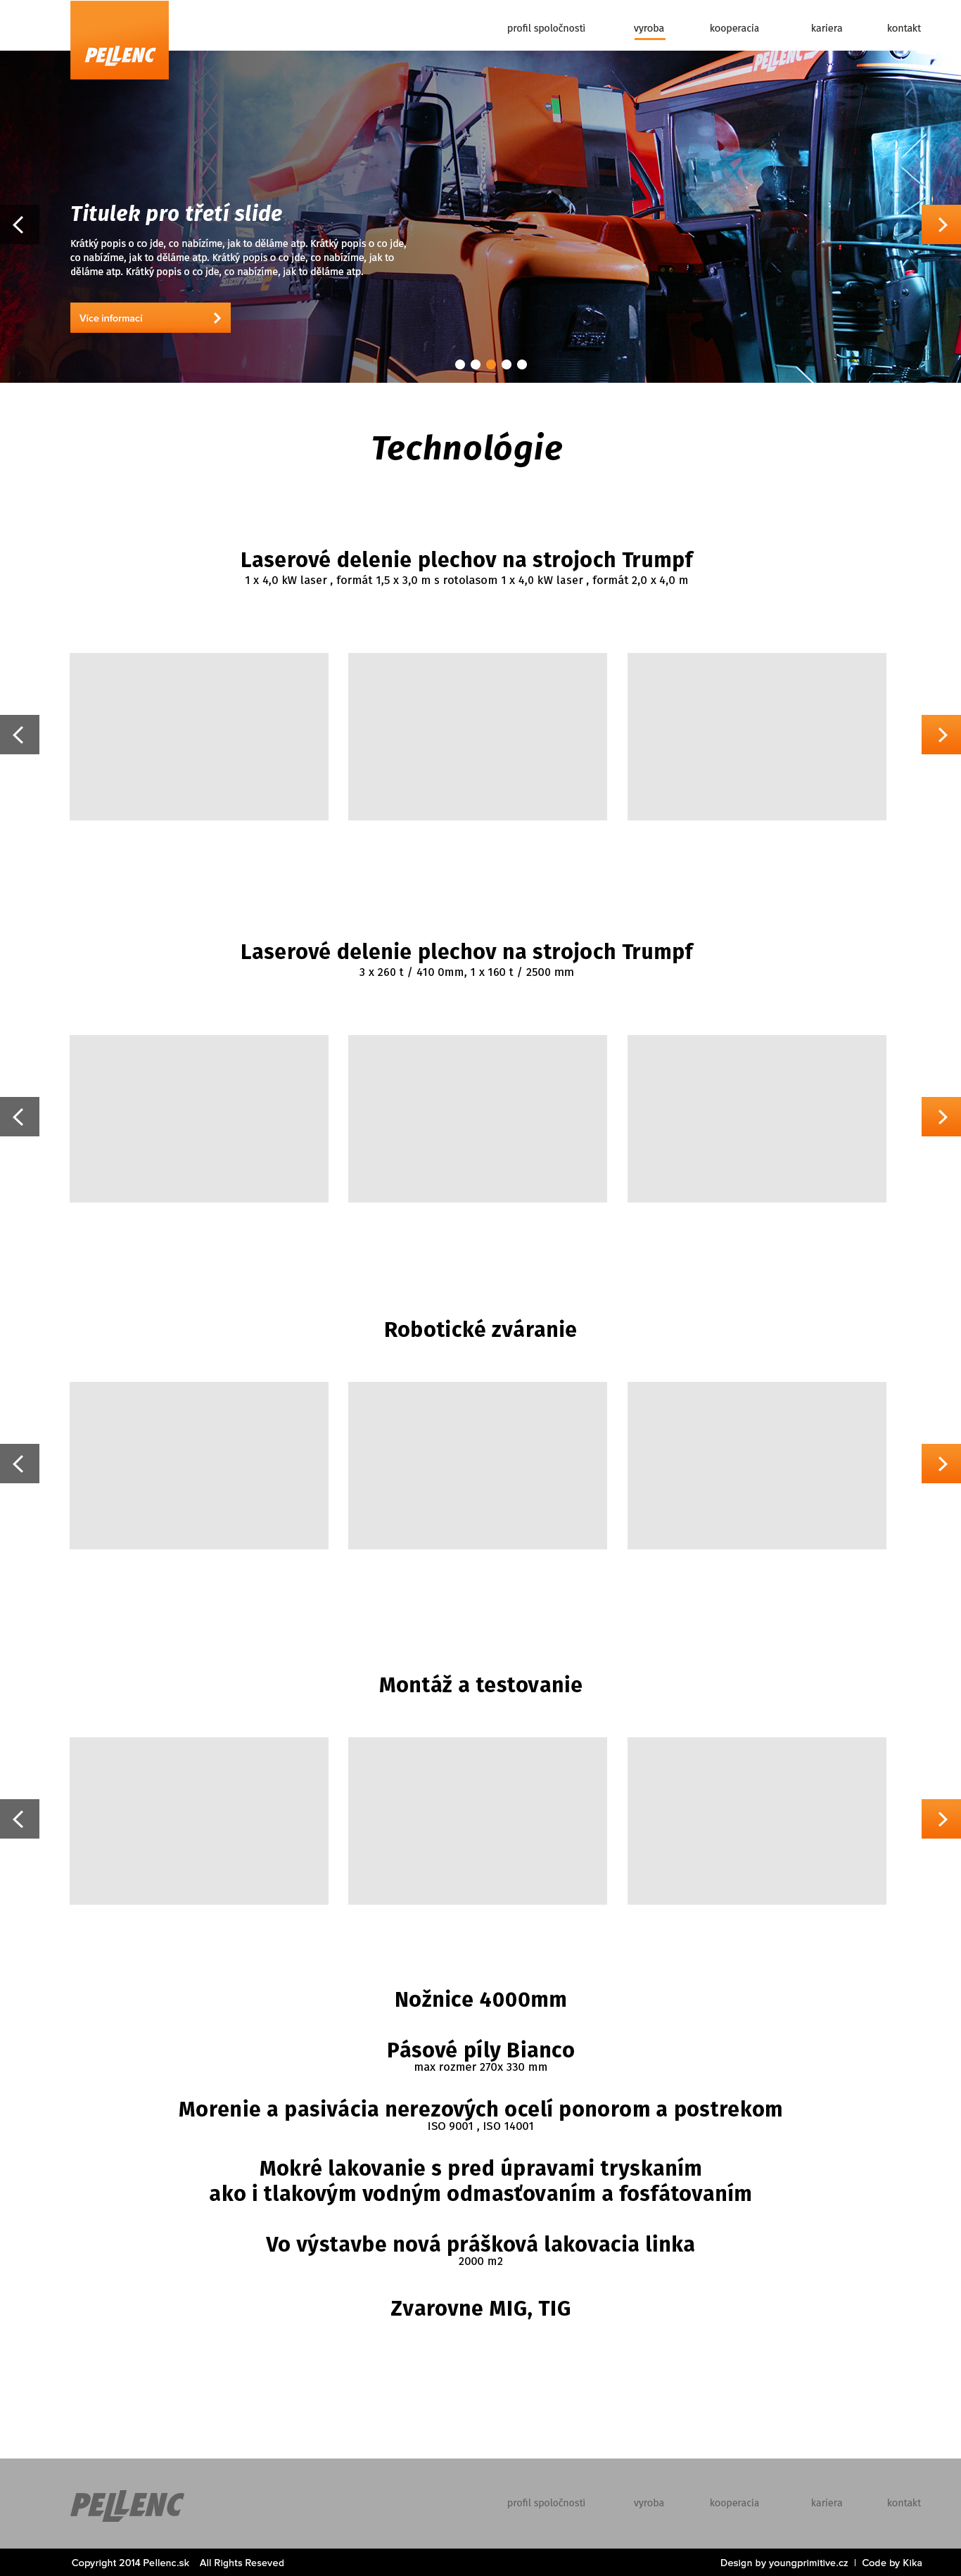 PELLENC
profil spoločnosti
vyroba
kooperacia
kariera
kontakt
PELLENC
Titulek pro třetí slide
Krátký popis o co jde, co nabízíme, jak to děláme atp. Krátký popis o co jde,
co nabízíme, jak to děláme atp. Krátký popis o co jde, co nabízíme, jak to
děláme atp. Krátký popis o co jde, co nabízíme, jak to děláme atp.
Více informací
Technológie
Laserové delenie plechov na strojoch Trumpf
1 x 4,0 kW laser , formát 1,5 x 3,0 m s rotolasom 1 x 4,0 kW laser , formát 2,0 x 4,0 m
Laserové delenie plechov na strojoch Trumpf
3 x 260 t / 410 0mm, 1 x 160 t / 2500 mm
Robotické zváranie
Montáž a testovanie
Nožnice 4000mm
Pásové píly Bianco
max rozmer 270x 330 mm
Morenie a pasivácia nerezových ocelí ponorom a postrekom
ISO 9001 , ISO 14001
Mokré lakovanie s pred úpravami tryskaním
ako i tlakovým vodným odmasťovaním a fosfátovaním
Vo výstavbe nová prášková lakovacia linka
2000 m2
Zvarovne MIG, TIG
PELLENC
profil spoločnosti
vyroba
kooperacia
kariera
kontakt
Copyright 2014 Pellenc.sk All Rights Reseved
Design by youngprimitive.cz | Code by Kika